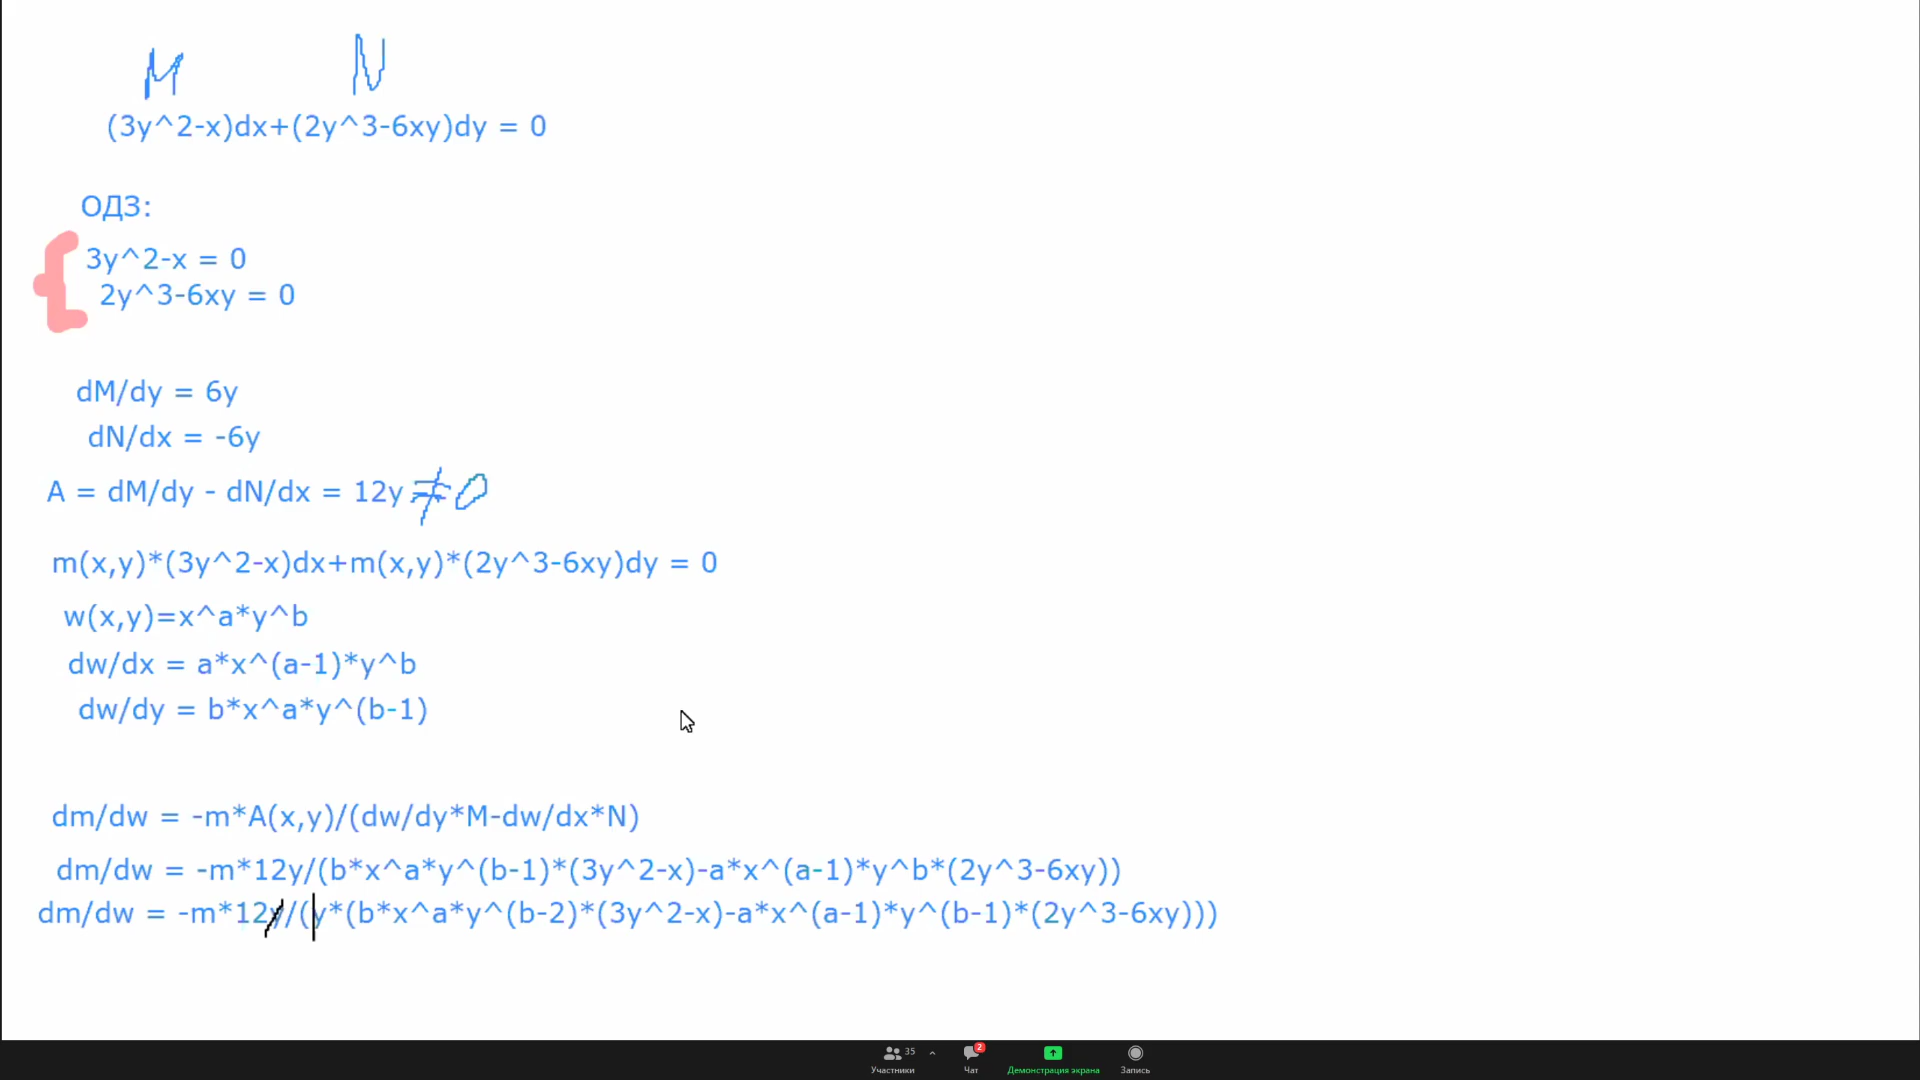 M N
(3y^2-x)dx+(2y^3-6xy)dy = 0
ОДЗ:
3y^2-x = 0
2y^3-6xy = 0
dM/dy = 6y
dN/dx = -6y
A = dM/dy - dN/dx = 12y ≠ 0
m(x,y)*(3y^2-x)dx+m(x,y)*(2y^3-6xy)dy = 0
w(x,y)=x^a*y^b
dw/dx = a*x^(a-1)*y^b
dw/dy = b*x^a*y^(b-1)
dm/dw = -m*A(x,y)/(dw/dy*M-dw/dx*N)
dm/dw = -m*12y/(b*x^a*y^(b-1)*(3y^2-x)-a*x^(a-1)*y^b*(2y^3-6xy))
dm/dw = -m*12y/(y*(b*x^a*y^(b-2)*(3y^2-x)-a*x^(a-1)*y^(b-1)*(2y^3-6xy)))
35 2
Участники Чат Демонстрация экрана Запись